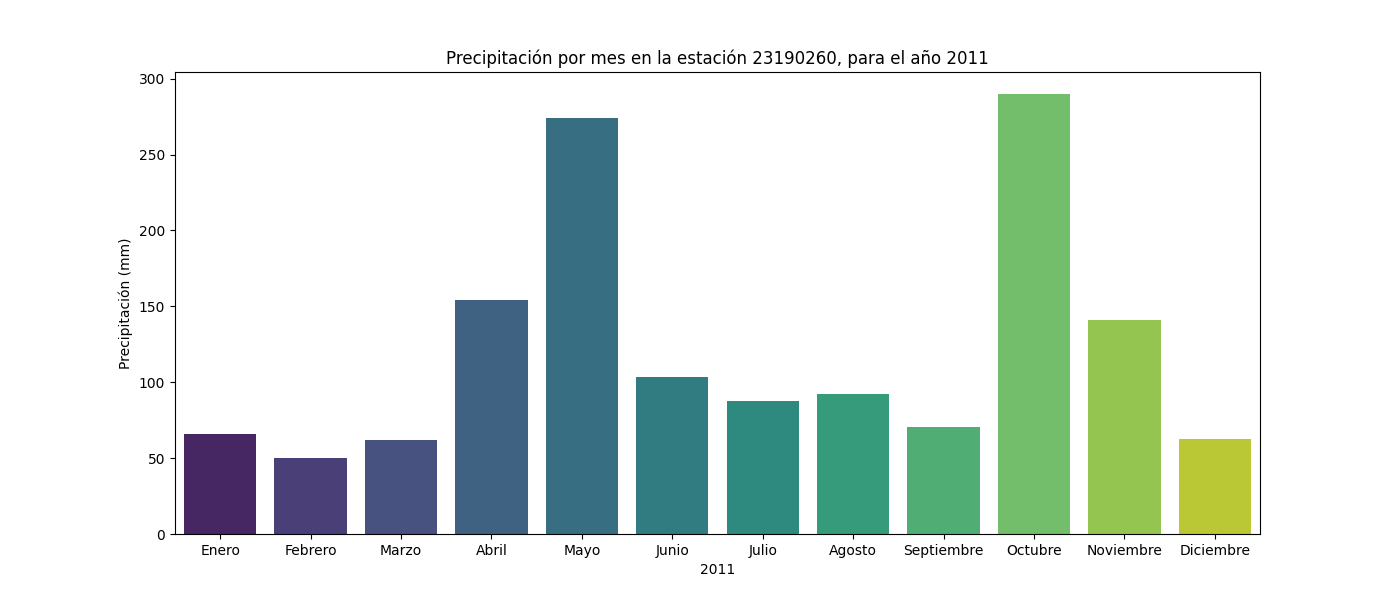 Precipitación por mes en la estación 23190260, para el año 2011
Precipitación (mm)
300
250
200
150
100
50
0
Enero Febrero Marzo Abril Mayo Junio Julio Agosto Septiembre Octubre Noviembre Diciembre
2011